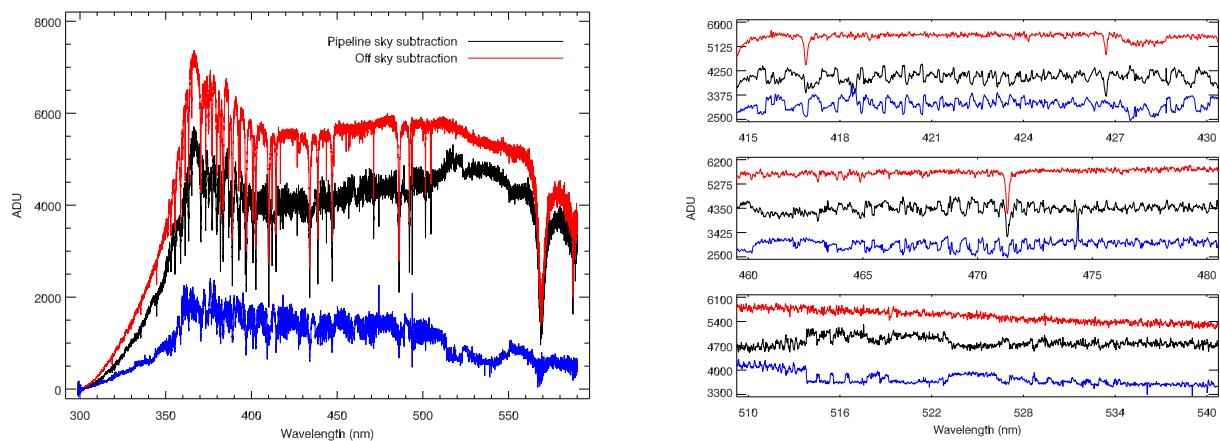 8000
6000
4000
2000
0
ADU
Pipeline sky subtraction
Off sky subtraction
300 350 400 450 500 550
Wavelength (nm)
6000
5125
4250
3375
2500
415 418 421 424 427 430
6200
5275
4350
3425
2500
ADU
460 465 470 475 480
6100
5400
4700
4000
3300
510 516 522 528 534 540
Wavelength (nm)